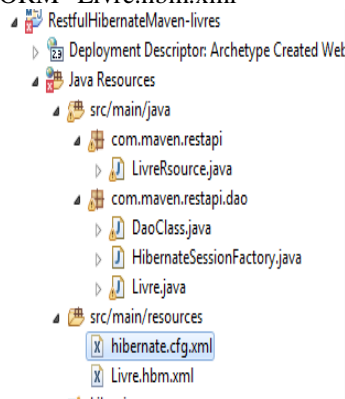 ORM Livre.hbm.xml
RestfulHibernateMaven-livres
Deployment Descriptor: Archetype Created Web
Java Resources
src/main/java
com.maven.restapi
LivreRsource.java
com.maven.restapi.dao
DaoClass.java
HibernateSessionFactory.java
Livre.java
src/main/resources
hibernate.cfg.xml
Livre.hbm.xml